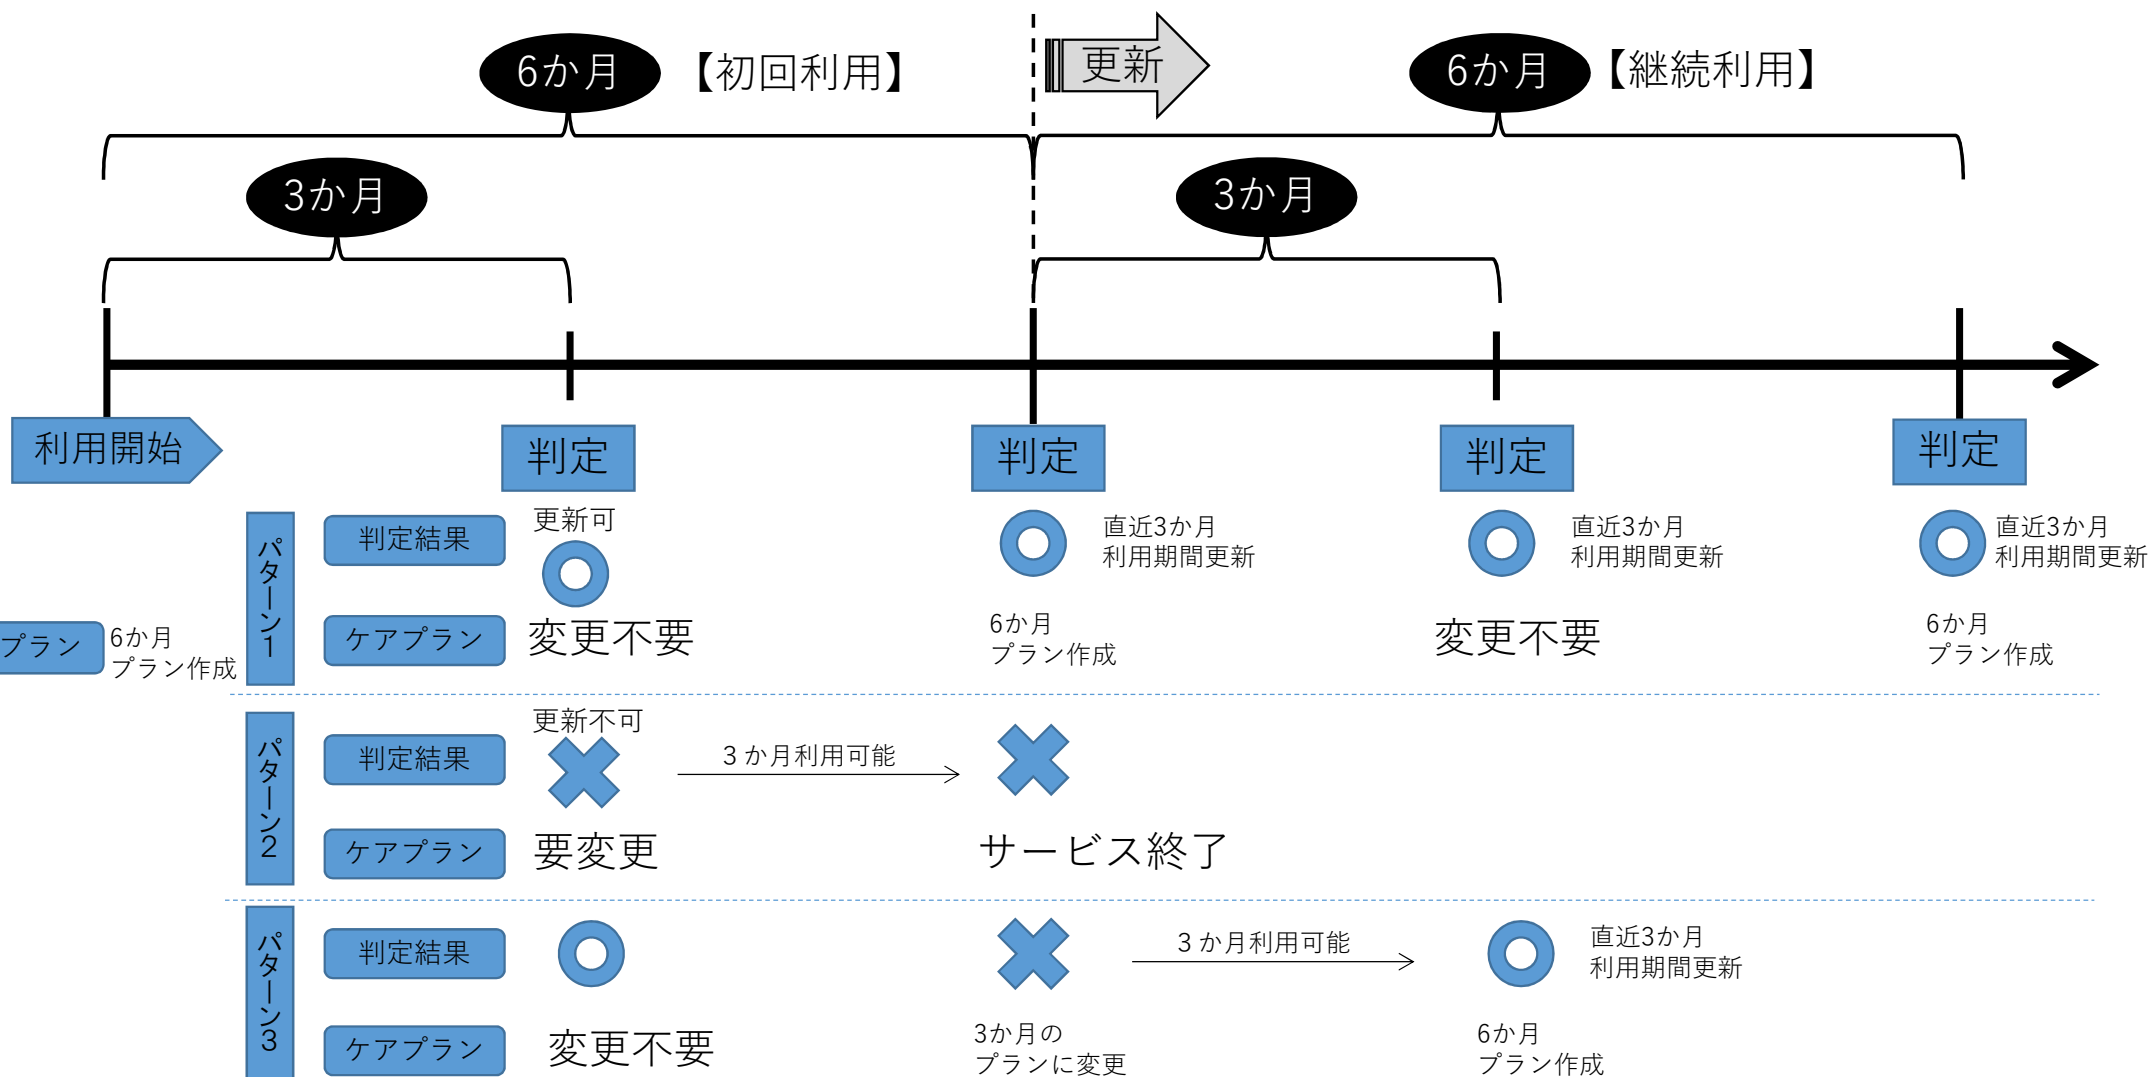 6か月
【初回利用】
更新
6か月
【継続利用】
3か月
3か月
利用開始
判定
判定
判定
判定
プラン
6か月
プラン作成
パターン1
判定結果
更新可
直近3か月
利用期間更新
直近3か月
利用期間更新
直近3か月
利用期間更新
ケアプラン
変更不要
6か月
プラン作成
変更不要
6か月
プラン作成
パターン2
判定結果
更新不可
3か月利用可能
ケアプラン
要変更
サービス終了
パターン3
判定結果
3か月利用可能
直近3か月
利用期間更新
ケアプラン
変更不要
3か月の
プランに変更
6か月
プラン作成